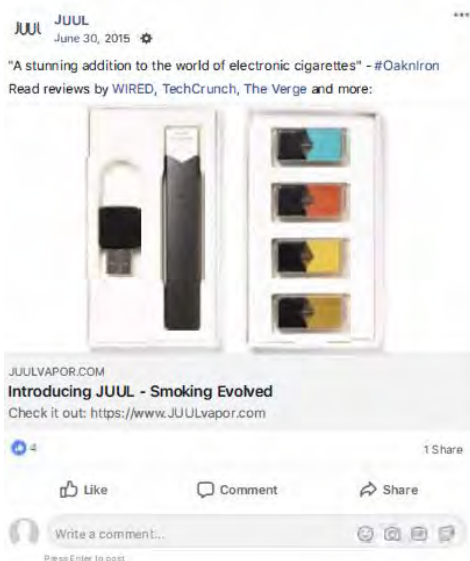 JUUL
JUUL
June 30, 2015
"A stunning addition to the world of electronic cigarettes" - #OaknIron
Read reviews by WIRED, TechCrunch, The Verge and more:
JUULVAPOR.COM
Introducing JUUL - Smoking Evolved
Check it out: https://www.JUULvapor.com
4
1 Share
Like Comment Share
Write a comment...
Press Enter to post